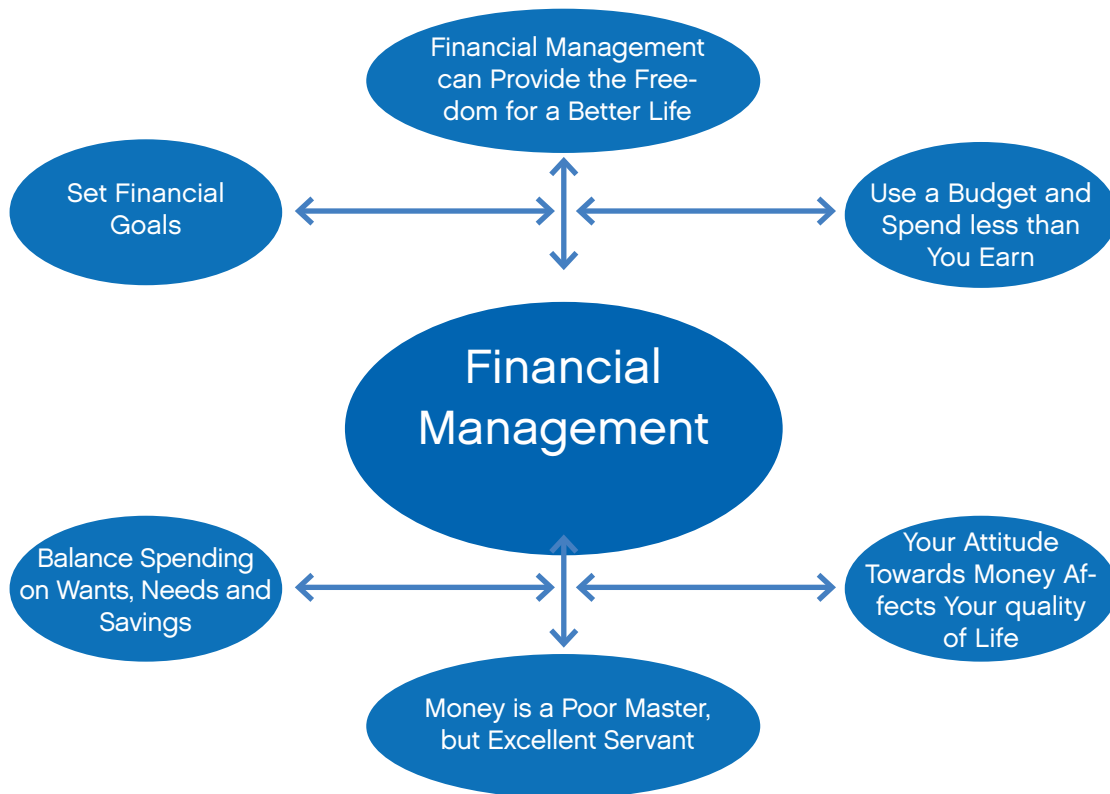 Financial Management
can Provide the Free-
dom for a Better Life
Set Financial
Goals
Use a Budget and
Spend less than
You Earn
Financial
Management
Balance Spending
on Wants, Needs and
Savings
Your Attitude
Towards Money Af-
fects Your quality
of Life
Money is a Poor Master,
but Excellent Servant